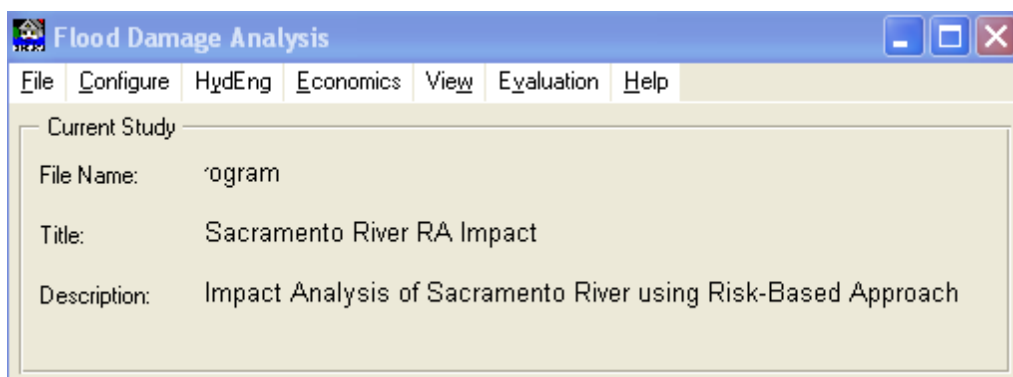 Flood Damage Analysis
File Configure HydEng Economics View Evaluation Help
Current Study
File Name: rogram
Title: Sacramento River RA Impact
Description: Impact Analysis of Sacramento River using Risk-Based Approach